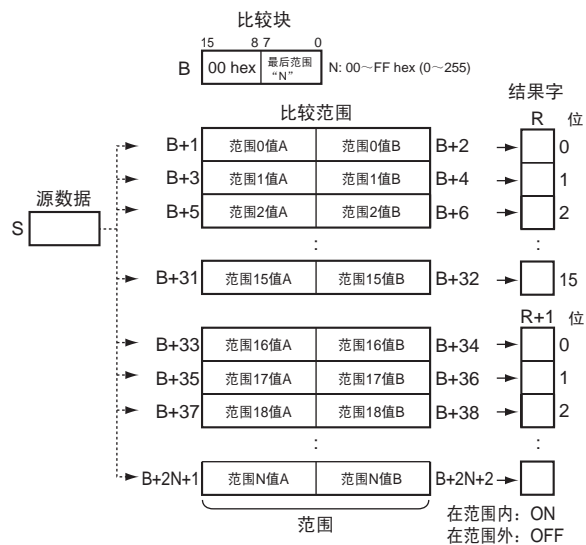 比较块
15 8 7 0
B 00 hex 最后范围 “N” N: 00～FF hex (0～255)
结果字
比较范围 R 位
B+1 范围0值A 范围0值B B+2 0
B+3 范围1值A 范围1值B B+4 1
源数据
B+5 范围2值A 范围2值B B+6 2
S
: :
B+31 范围15值A 范围15值B B+32 15
R+1 位
B+33 范围16值A 范围16值B B+34 0
B+35 范围17值A 范围17值B B+36 1
B+37 范围18值A 范围18值B B+38 2
: :
B+2N+1 范围N值A 范围N值B B+2N+2
范围
在范围内：ON
在范围外：OFF